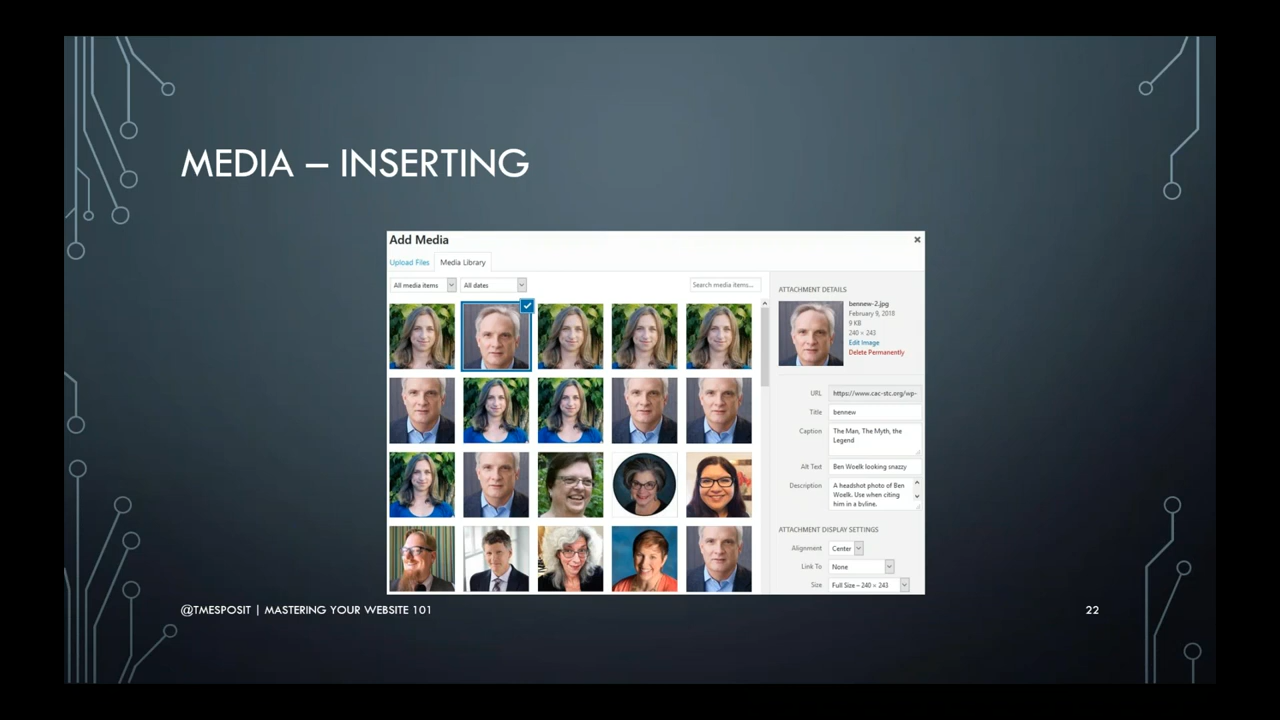 MEDIA – INSERTING
Add Media
Upload Files
Media Library
All media items
All dates
Search media items...
ATTACHMENT DETAILS
bennew-2.jpg
February 9, 2018
9 KB
240 × 243
Edit Image
Delete Permanently
URL
https://www.cac-stc.org/wp-
Title
bennew
Caption
The Man, The Myth, the
Legend
Alt Text
Ben Woelk looking snazzy
Description
A headshot photo of Ben
Woelk. Use when citing
him in a byline.
ATTACHMENT DISPLAY SETTINGS
Alignment
Center
Link To
None
Size
Full Size – 240 × 243
@TMESPOSIT | MASTERING YOUR WEBSITE 101
22